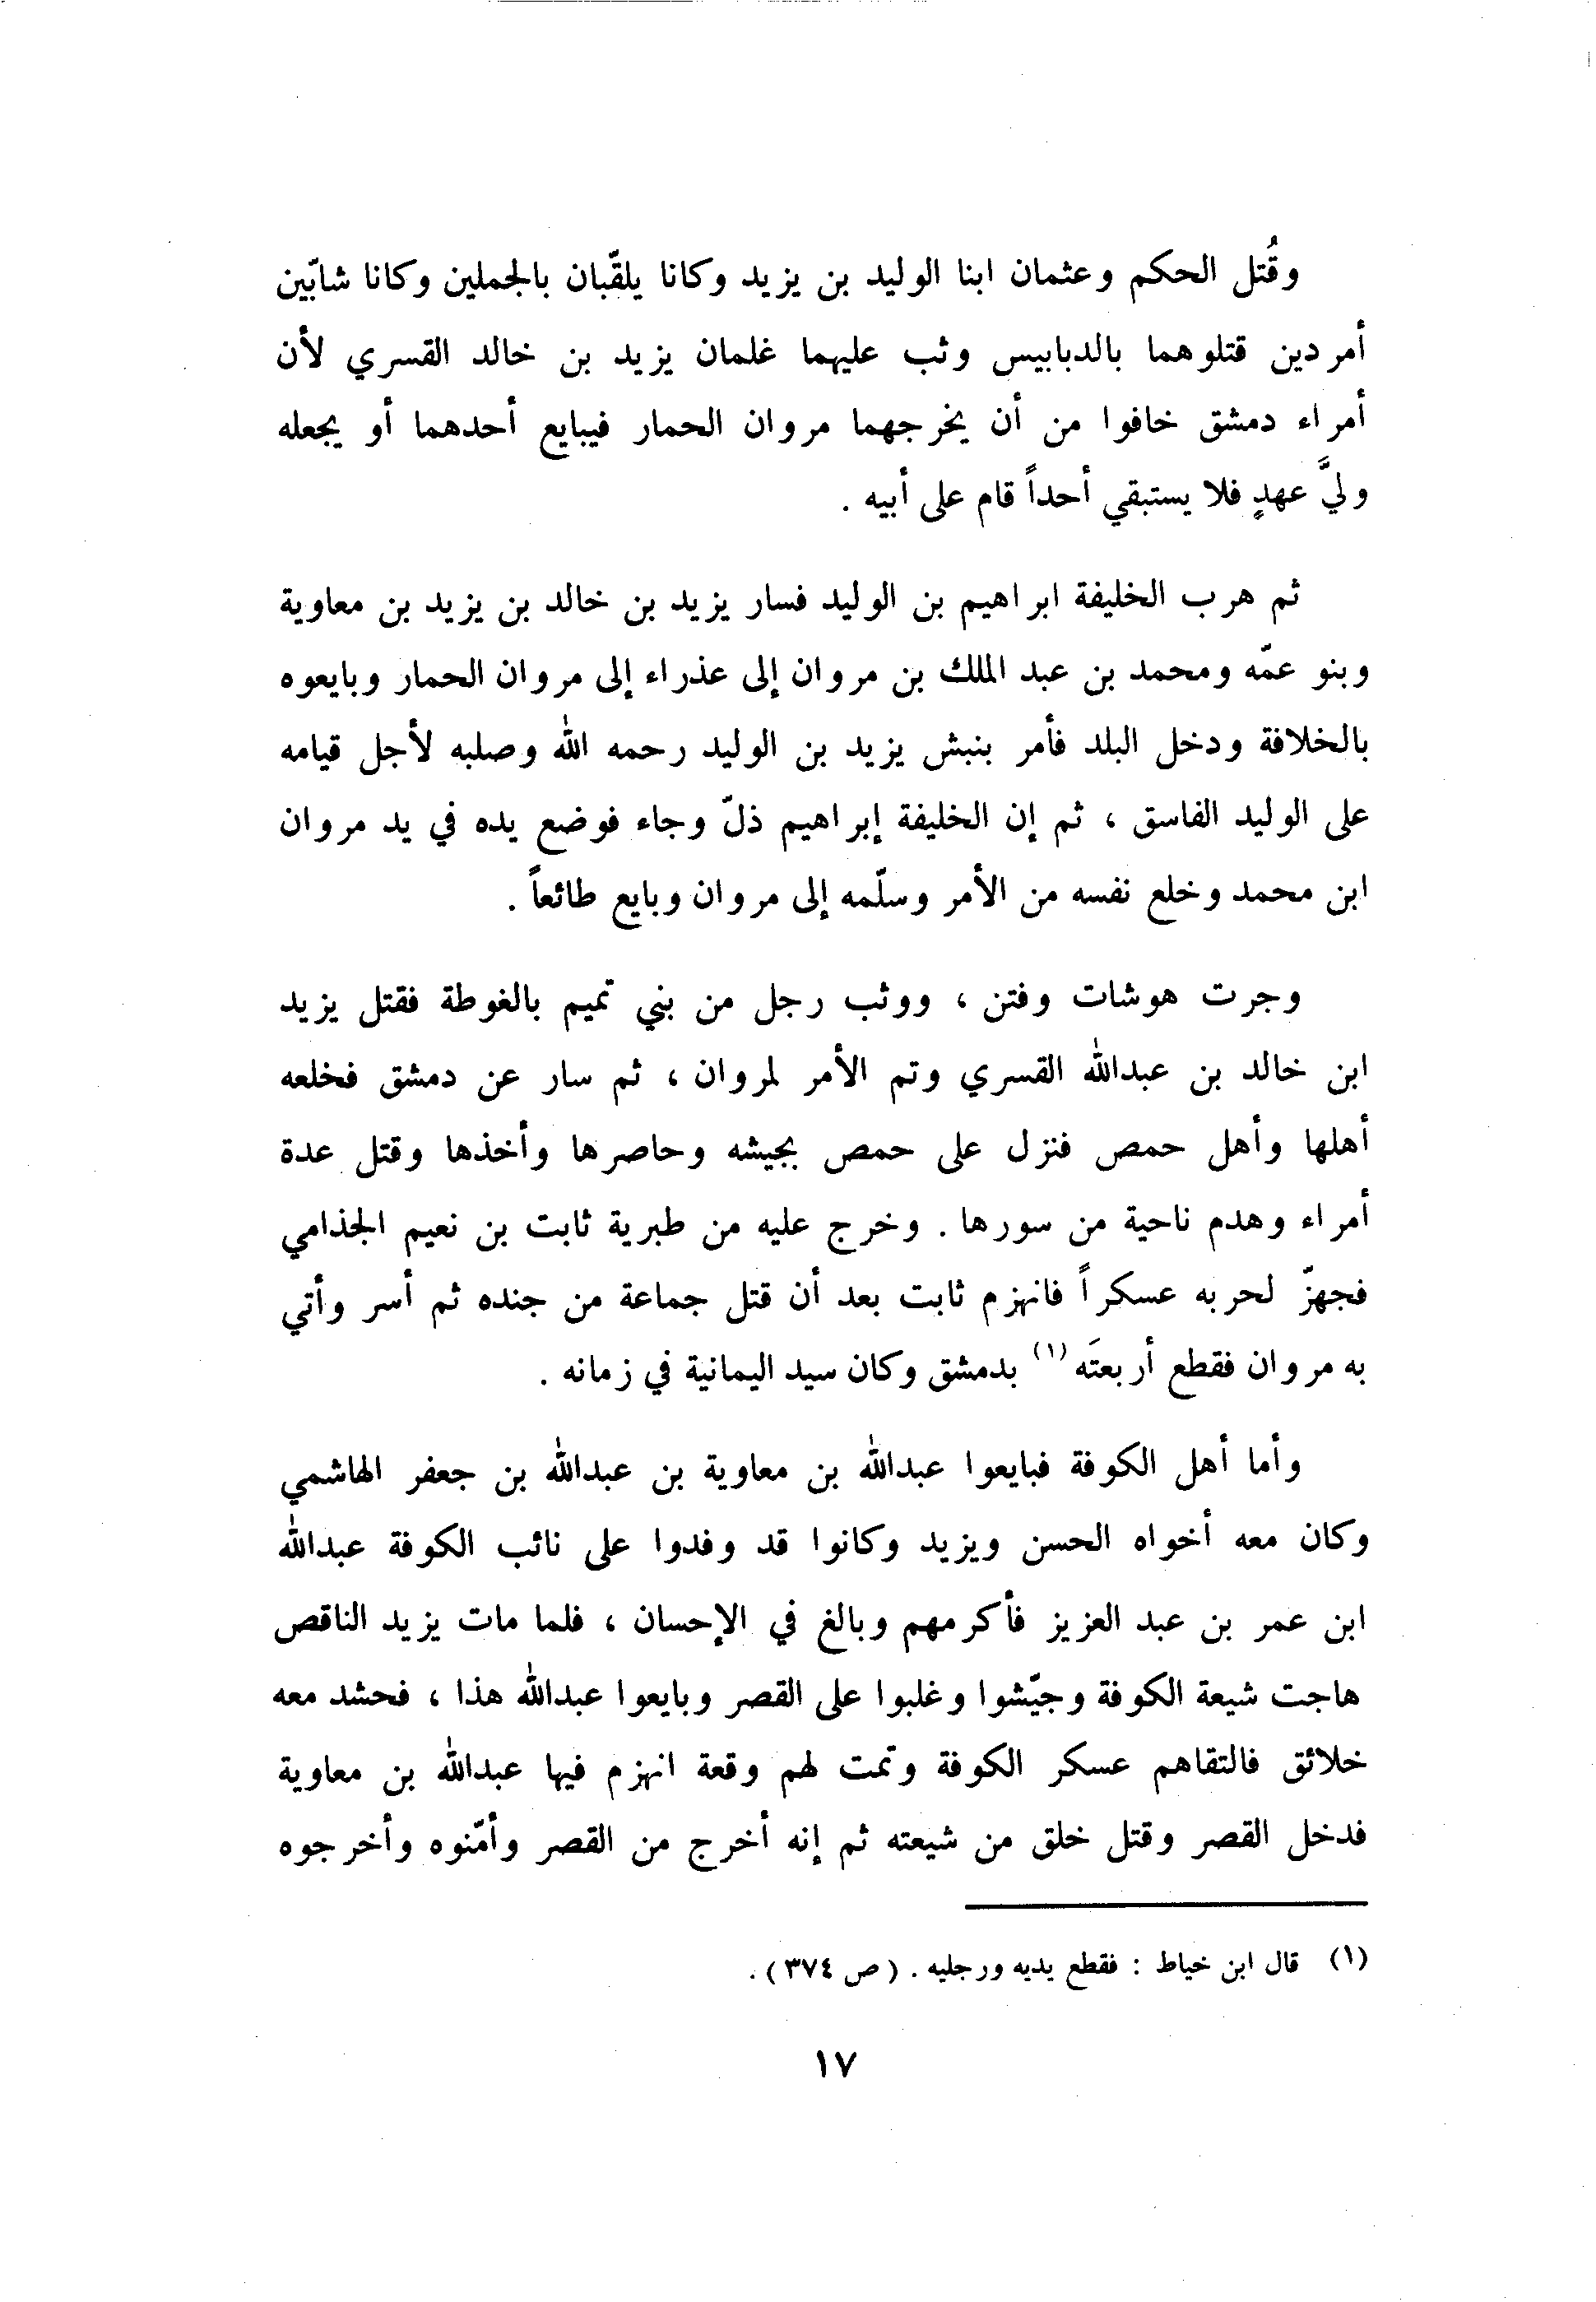 وقُتل الحكم وعثمان ابنا الوليد بن يزيد وكانا يلقّبان بالجملين وكانا شابّين
أمردين قتلوهما بالدبابيس وثب عليهما غلمان يزيد بن خالد القسري لأن
أمراء دمشق خافوا من أن يخرجهما مروان الحمار فيبايع أحدهما أو يجعله
وليَّ عهدٍ فلا يستبقي أحداً قام على أبيه .
ثم هرب الخليفة ابراهيم بن الوليد فسار يزيد بن خالد بن يزيد بن معاوية
وبنو عمّه ومحمد بن عبد الملك بن مروان إلى عذراء إلى مروان الحمار وبايعوه
بالخلافة ودخل البلد فأمر بنبش يزيد بن الوليد رحمه الله وصلبه لأجل قيامه
على الوليد الفاسق ، ثم إن الخليفة إبراهيم ذلّ وجاء فوضع يده في يد مروان
ابن محمد وخلع نفسه من الأمر وسلّمه إلى مروان وبايع طائعاً .
وجرت هوشات وفتن ، ووثب رجل من بني تميم بالغوطة فقتل يزيد
ابن خالد بن عبدالله القسري وتم الأمر لمروان ، ثم سار عن دمشق فخلعه
أهلها وأهل حمص فنزل على حمص بجيشه وحاصرها وأخذها وقتل عدة
أمراء وهدم ناحية من سورها . وخرج عليه من طبرية ثابت بن نعيم الجذامي
فجهزّ لحربه عسكراً فانهزم ثابت بعد أن قتل جماعة من جنده ثم أسر وأتي
به مروان فقطع أربعتَه (١) بدمشق وكان سيد اليمانية في زمانه .
وأما أهل الكوفة فبايعوا عبدالله بن معاوية بن عبدالله بن جعفر الهاشمي
وكان معه أخواه الحسن ويزيد وكانوا قد وفدوا على نائب الكوفة عبدالله
ابن عمر بن عبد العزيز فأكرمهم وبالغ في الإحسان ، فلما مات يزيد الناقص
هاجت شيعة الكوفة وجيّشوا وغلبوا على القصر وبايعوا عبدالله هذا ، فحشد معه
خلائق فالتقاهم عسكر الكوفة وتمت لهم وقعة انهزم فيها عبدالله بن معاوية
فدخل القصر وقتل خلق من شيعته ثم إنه أخرج من القصر وأمّنوه وأخرجوه
(١) قال ابن خياط : فقطع يديه ورجليه . ( ص ٣٧٤ ) .
١٧